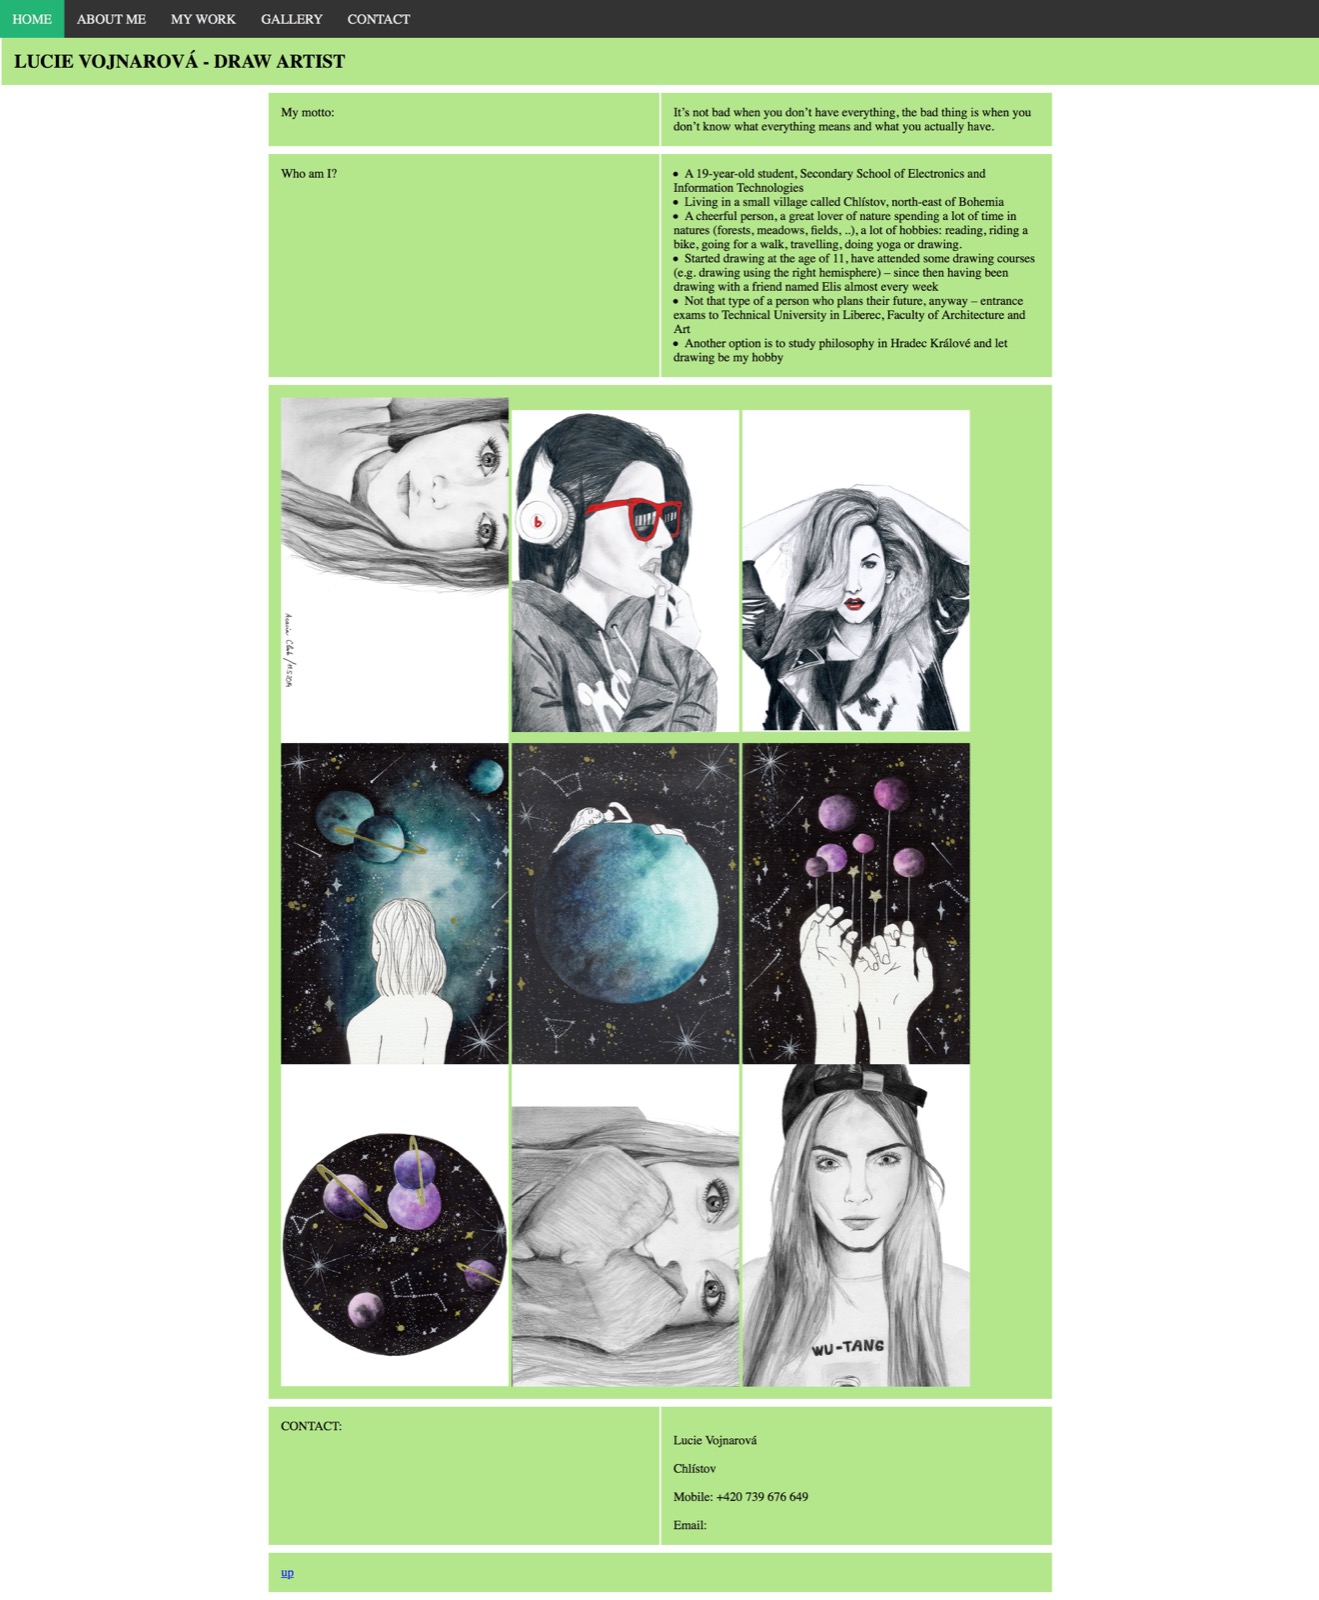 HOME ABOUT ME MY WORK GALLERY CONTACT
LUCIE VOJNAROVÁ - DRAW ARTIST
My motto:
It’s not bad when you don’t have everything, the bad thing is when you
don’t know what everything means and what you actually have.
Who am I?
• A 19-year-old student, Secondary School of Electronics and
Information Technologies
• Living in a small village called Chlístov, north-east of Bohemia
• A cheerful person, a great lover of nature spending a lot of time in
natures (forests, meadows, fields, ..), a lot of hobbies: reading, riding a
bike, going for a walk, travelling, doing yoga or drawing.
• Started drawing at the age of 11, have attended some drawing courses
(e.g. drawing using the right hemisphere) – since then having been
drawing with a friend named Elis almost every week
• Not that type of a person who plans their future, anyway – entrance
exams to Technical University in Liberec, Faculty of Architecture and
Art
• Another option is to study philosophy in Hradec Králové and let
drawing be my hobby
b
WU-TANG
CONTACT:
Lucie Vojnarová
Chlístov
Mobile: +420 739 676 649
Email:
up